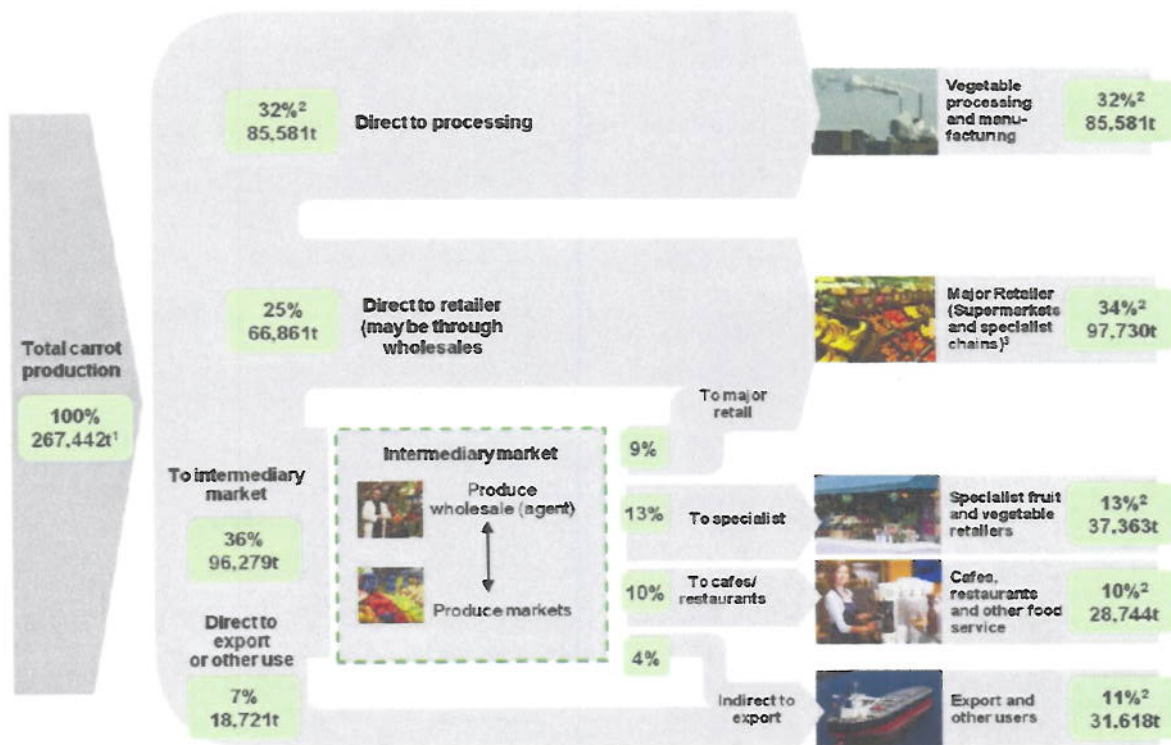 Total carrot
production
100%
267,442t¹
32%²
85,581t
Direct to processing
Vegetable
processing
and manu-
facturing
32%²
85,581t
25%
66,861t
Direct to retailer
(may be through
wholesales
Major Retailer
(Supermarkets
and specialist
chains)³
34%²
97,730t
To intermediary
market
36%
96,279t
Intermediary market
Produce
wholesale (agent)
Produce markets
9%
To major
retail
13%
To specialist
Specialist fruit
and vegetable
retailers
13%²
37,363t
10%
To cafes/
restaurants
Cafes,
restaurants
and other food
service
10%²
28,744t
Direct to
export
or other use
7%
18,721t
4%
Indirect to
export
Export and
other users
11%²
31,618t